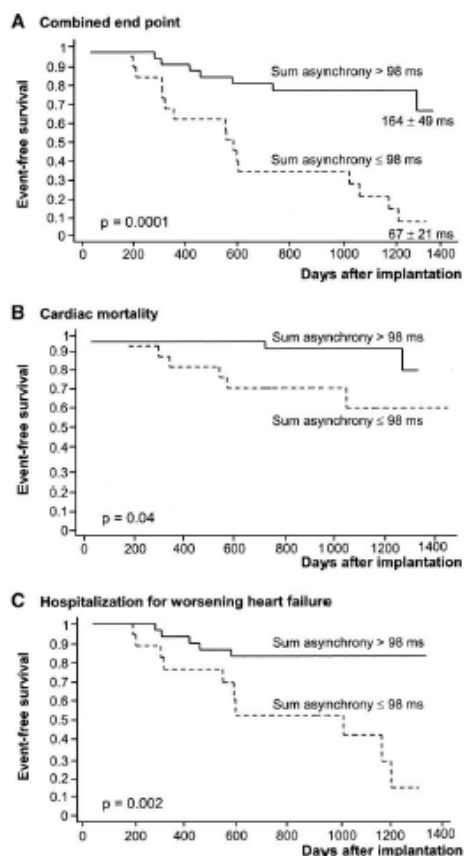 A Combined end point
Event-free survival
1
0.9
0.8
0.7
0.6
0.5
0.4
0.3
0.2
0.1
0
Sum asynchrony > 98 ms
164 ± 49 ms
Sum asynchrony ≤ 98 ms
67 ± 21 ms
p = 0.0001
0 200 400 600 800 1000 1200 1400
Days after implantation
B Cardiac mortality
Event-free survival
1
0.9
0.8
0.7
0.6
0.5
0.4
0.3
0.2
0.1
0
Sum asynchrony > 98 ms
Sum asynchrony ≤ 98 ms
p = 0.04
0 200 400 600 800 1000 1200 1400
Days after implantation
C Hospitalization for worsening heart failure
Event-free survival
1
0.9
0.8
0.7
0.6
0.5
0.4
0.3
0.2
0.1
0
Sum asynchrony > 98 ms
Sum asynchrony ≤ 98 ms
p = 0.002
0 200 400 600 800 1000 1200 1400
Days after implantation